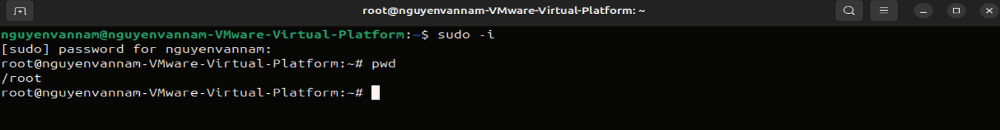 root@nguyenvannam-VMware-Virtual-Platform: ~
nguyenvannam@nguyenvannam-VMware-Virtual-Platform:~$ sudo -i
[sudo] password for nguyenvannam:
root@nguyenvannam-VMware-Virtual-Platform:~# pwd
/root
root@nguyenvannam-VMware-Virtual-Platform:~#